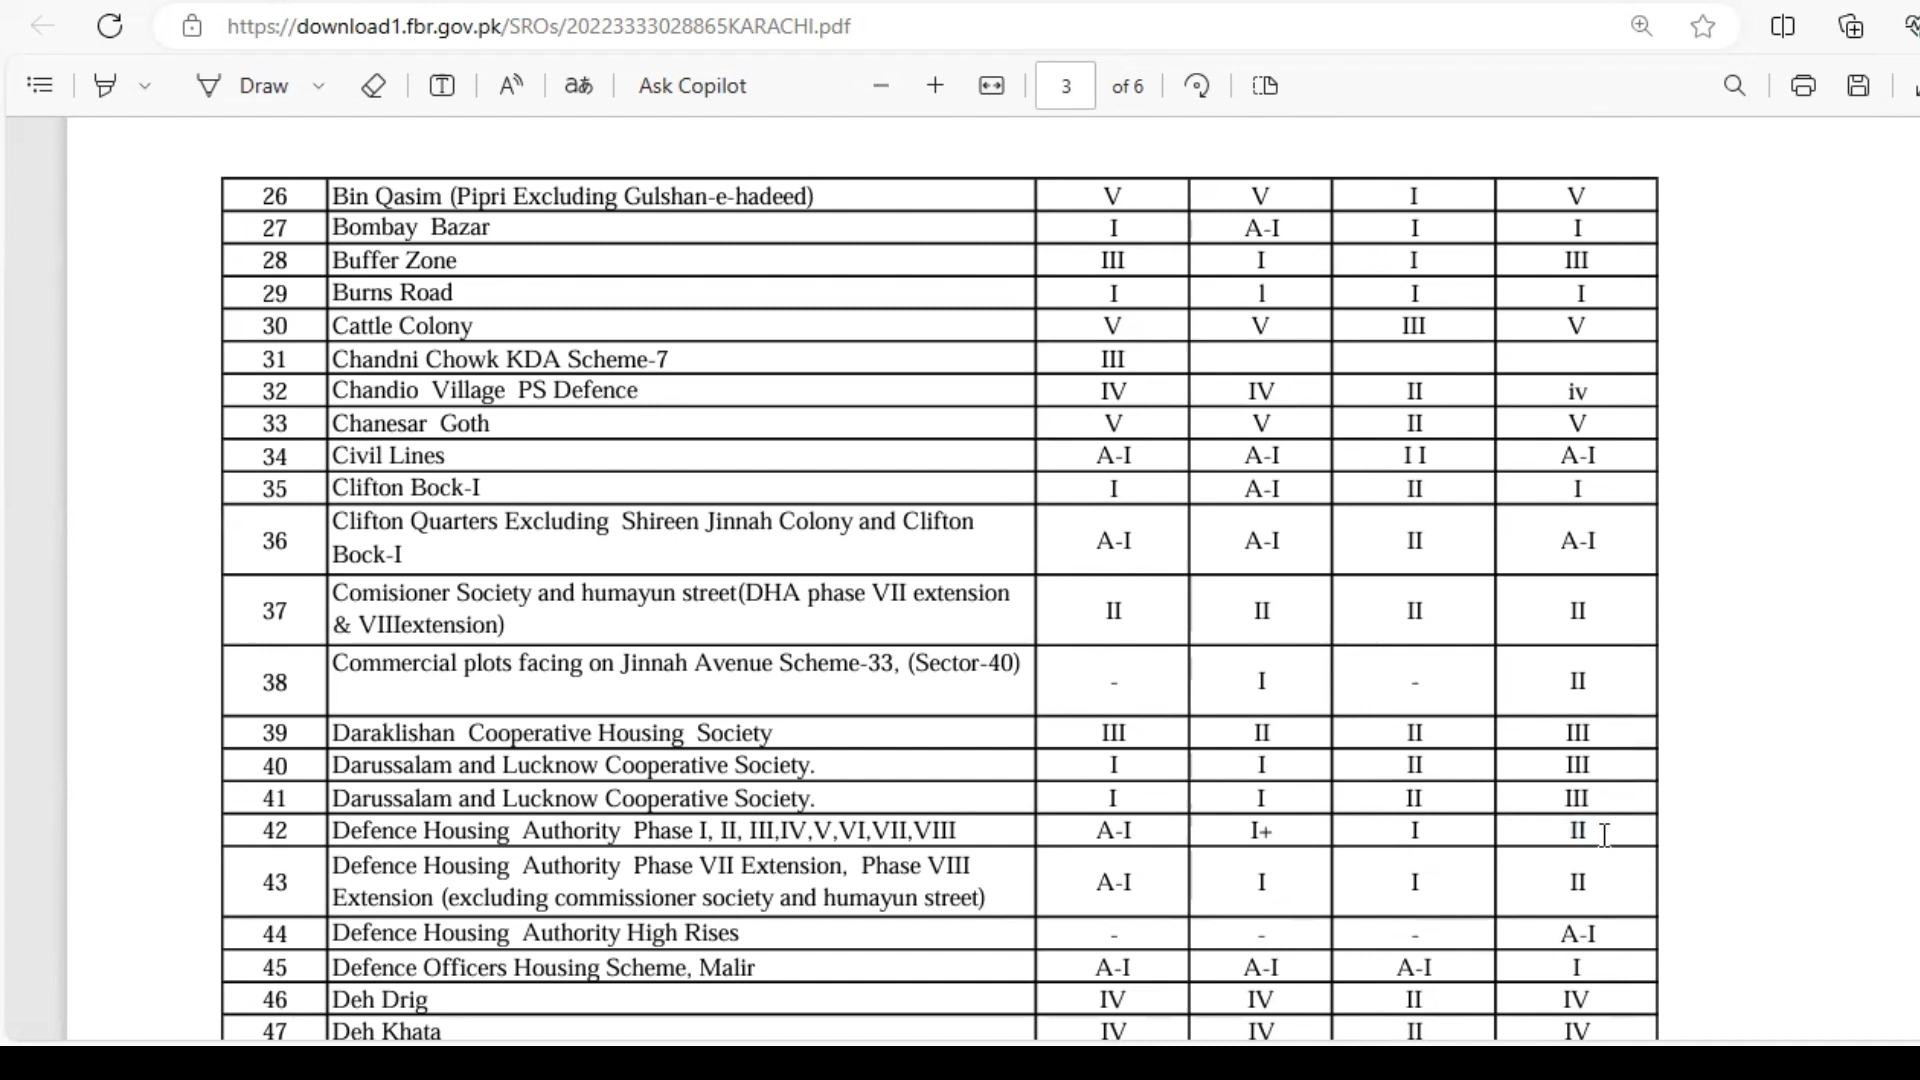 https://download1.fbr.gov.pk/SROs/20223333028865KARACHI.pdf
Draw aあ Ask Copilot 3 of 6
26 Bin Qasim (Pipri Excluding Gulshan-e-hadeed) V V I V
27 Bombay Bazar I A-I I I
28 Buffer Zone III I I III
29 Burns Road I l I I
30 Cattle Colony V V III V
31 Chandni Chowk KDA Scheme-7 III
32 Chandio Village PS Defence IV IV II iv
33 Chanesar Goth V V II V
34 Civil Lines A-I A-I I I A-I
35 Clifton Bock-I I A-I II I
36 Clifton Quarters Excluding Shireen Jinnah Colony and Clifton
Bock-I A-I A-I II A-I
37 Comisioner Society and humayun street(DHA phase VII extension
& VIIIextension) II II II II
38 Commercial plots facing on Jinnah Avenue Scheme-33, (Sector-40) - I - II
39 Daraklishan Cooperative Housing Society III II II III
40 Darussalam and Lucknow Cooperative Society. I I II III
41 Darussalam and Lucknow Cooperative Society. I I II III
42 Defence Housing Authority Phase I, II, III,IV,V,VI,VII,VIII A-I I+ I II
43 Defence Housing Authority Phase VII Extension, Phase VIII
Extension (excluding commissioner society and humayun street) A-I I I II
44 Defence Housing Authority High Rises - - - A-I
45 Defence Officers Housing Scheme, Malir A-I A-I A-I I
46 Deh Drig IV IV II IV
47 Deh Khata IV IV II IV